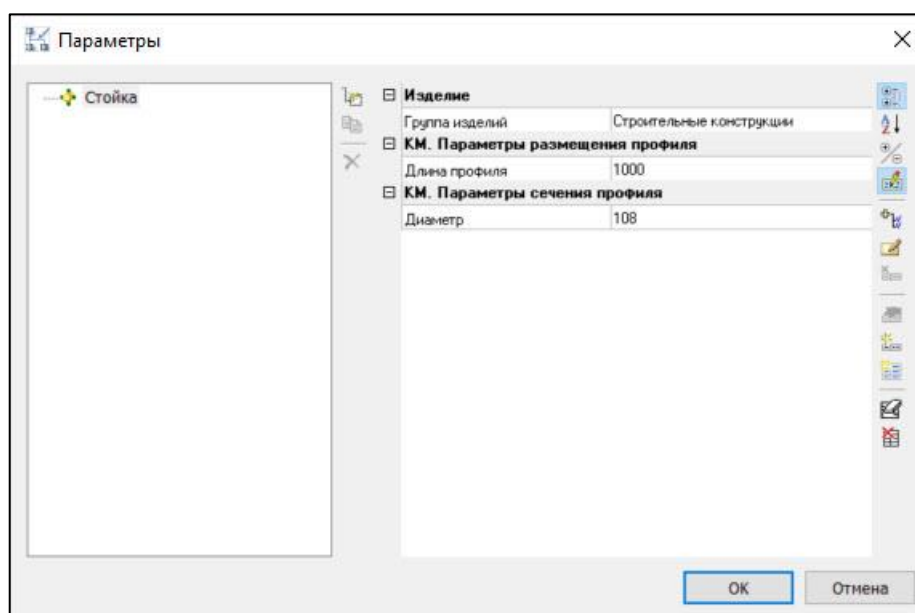 Параметры
Стойка
Изделие
Группа изделий Строительные конструкции
КМ. Параметры размещения профиля
Длина профиля 1000
КМ. Параметры сечения профиля
Диаметр 108
ОК Отмена